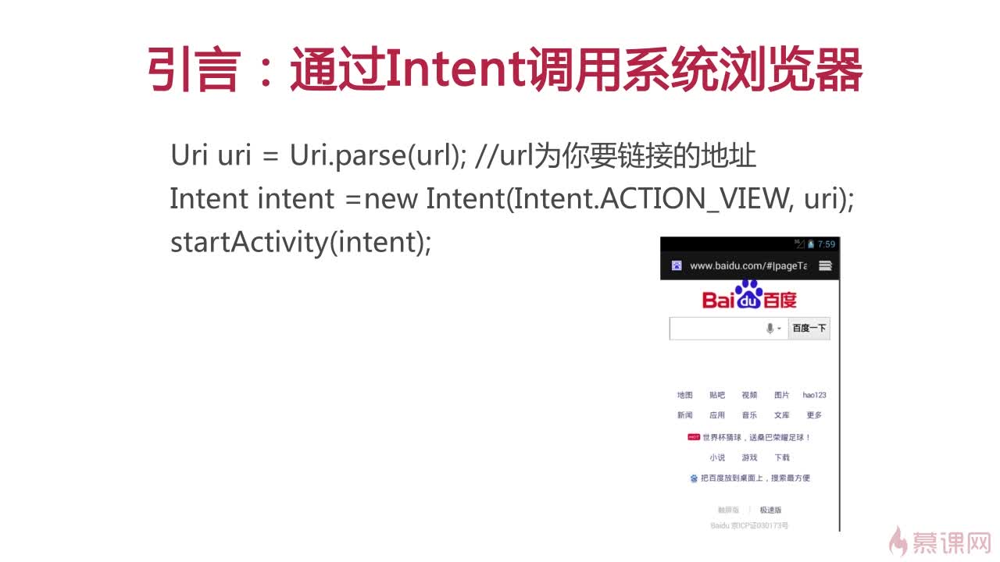 引言：通过Intent调用系统浏览器
Uri uri = Uri.parse(url); //url为你要链接的地址
Intent intent =new Intent(Intent.ACTION_VIEW, uri);
startActivity(intent);
3G 7:59
www.baidu.com/#|pageTa
Bai du 百度
百度一下
地图 贴吧 视频 图片 hao123
新闻 应用 音乐 文库 更多
HOT 世界杯猜球，送桑巴荣耀足球！
小说 游戏 下载
把百度放到桌面上，搜索最方便
触屏版 | 极速版
Baidu 京ICP证030173号
慕课网